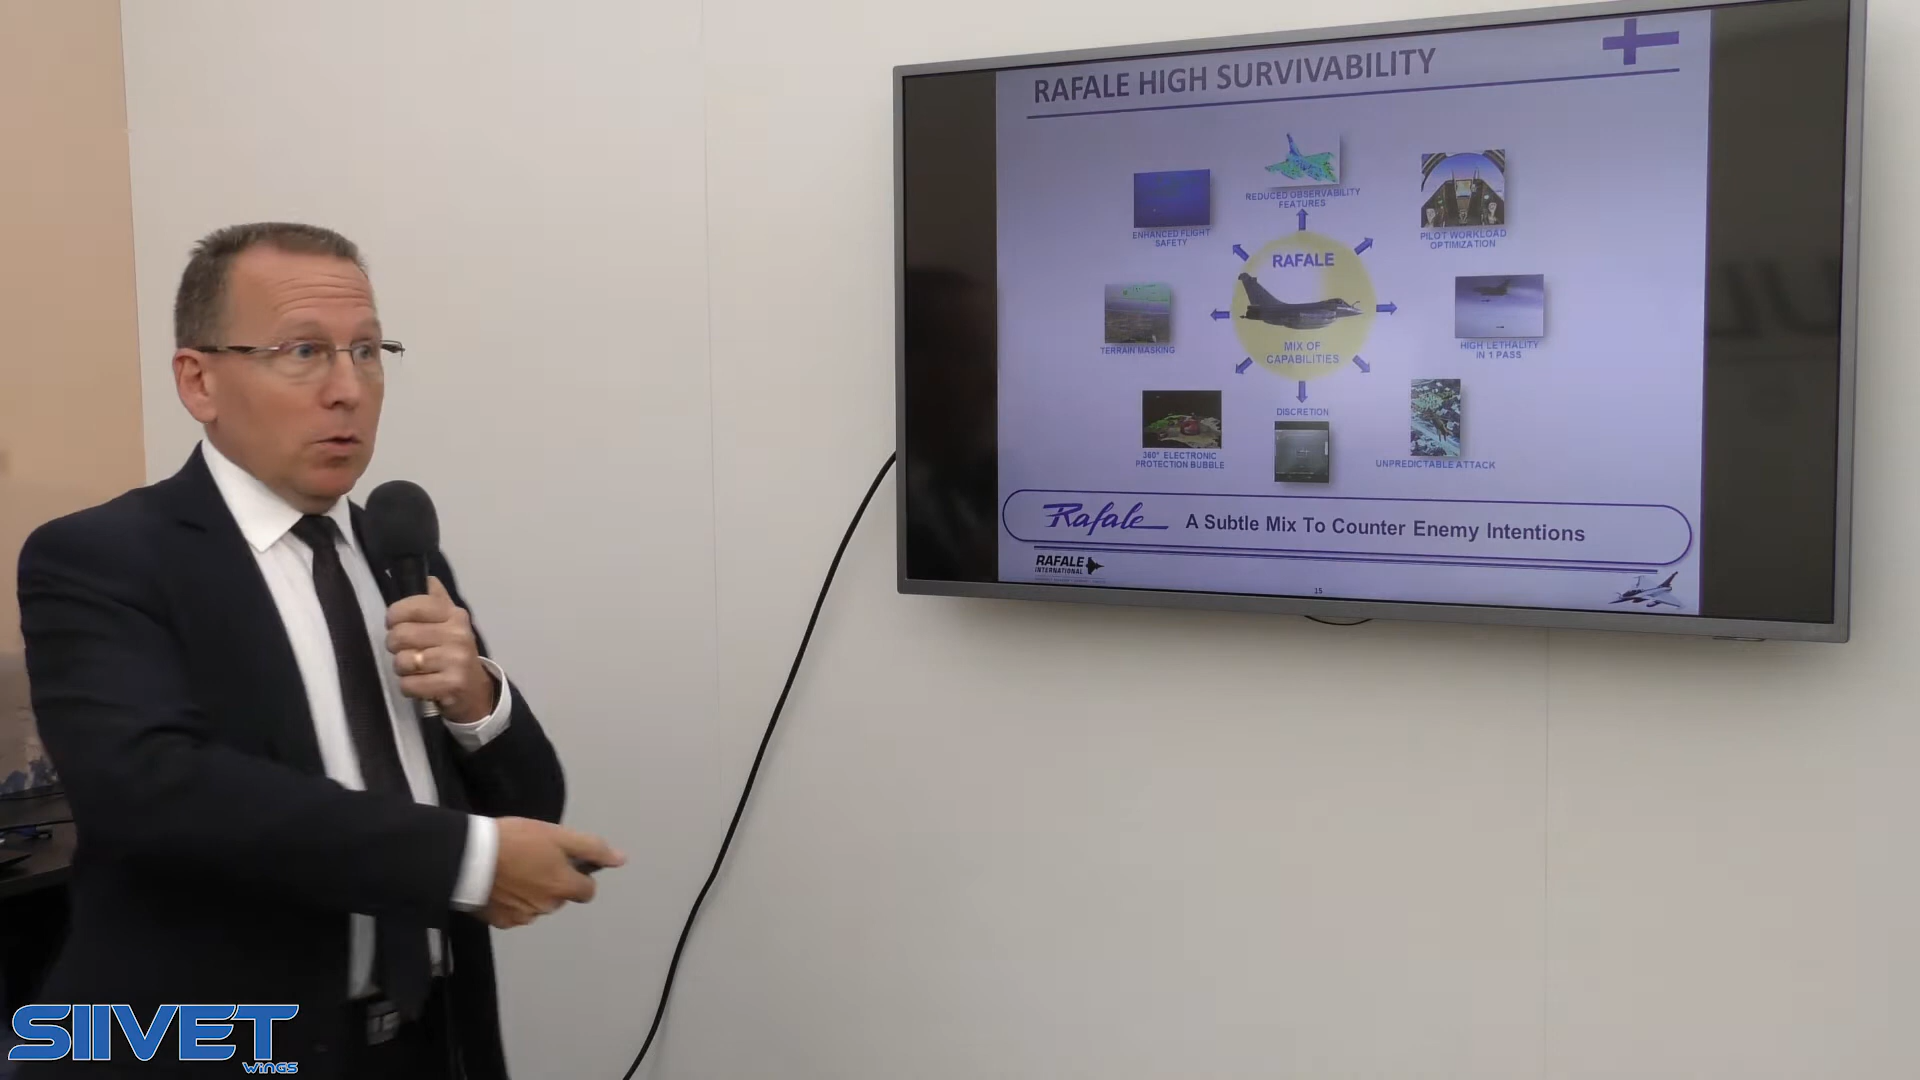 RAFALE HIGH SURVIVABILITY
REDUCED OBSERVABILITY
FEATURES
ENHANCED FLIGHT
SAFETY
PILOT WORKLOAD
OPTIMIZATION
RAFALE
TERRAIN MASKING
MIX OF
CAPABILITIES
HIGH LETHALITY
IN 1 PASS
DISCRETION
360° ELECTRONIC
PROTECTION BUBBLE
UNPREDICTABLE ATTACK
Rafale A Subtle Mix To Counter Enemy Intentions
RAFALE
INTERNATIONAL
15
SIIVET
WINGS